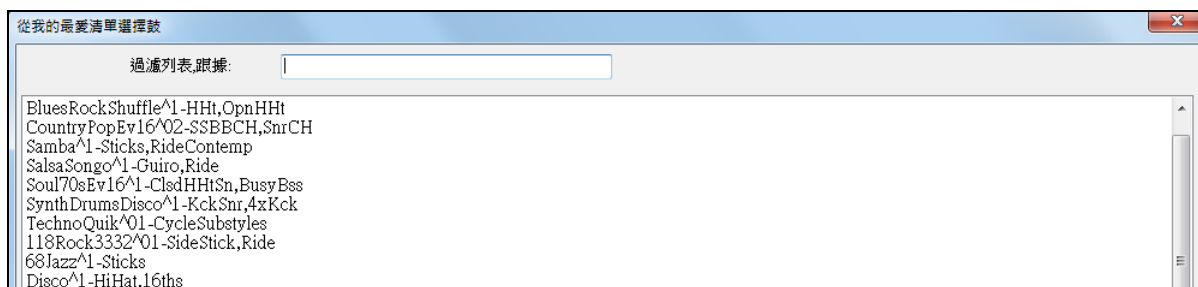 從我的最愛清單選擇鼓
過濾列表,跟據:
BluesRockShuffle^1-HHt,OpnHHt
CountryPopEv16^02-SSBBCH,SnrCH
Samba^1-Sticks,RideContemp
SalsaSongo^1-Guiro,Ride
Soul70sEv16^1-ClsdHHtSn,BusyBss
SynthDrumsDisco^1-KckSnr,4xKck
TechnoQuik^01-CycleSubstyles
118Rock3332^01-SideStick,Ride
68Jazz^1-Sticks
Disco^1-HiHat,16ths